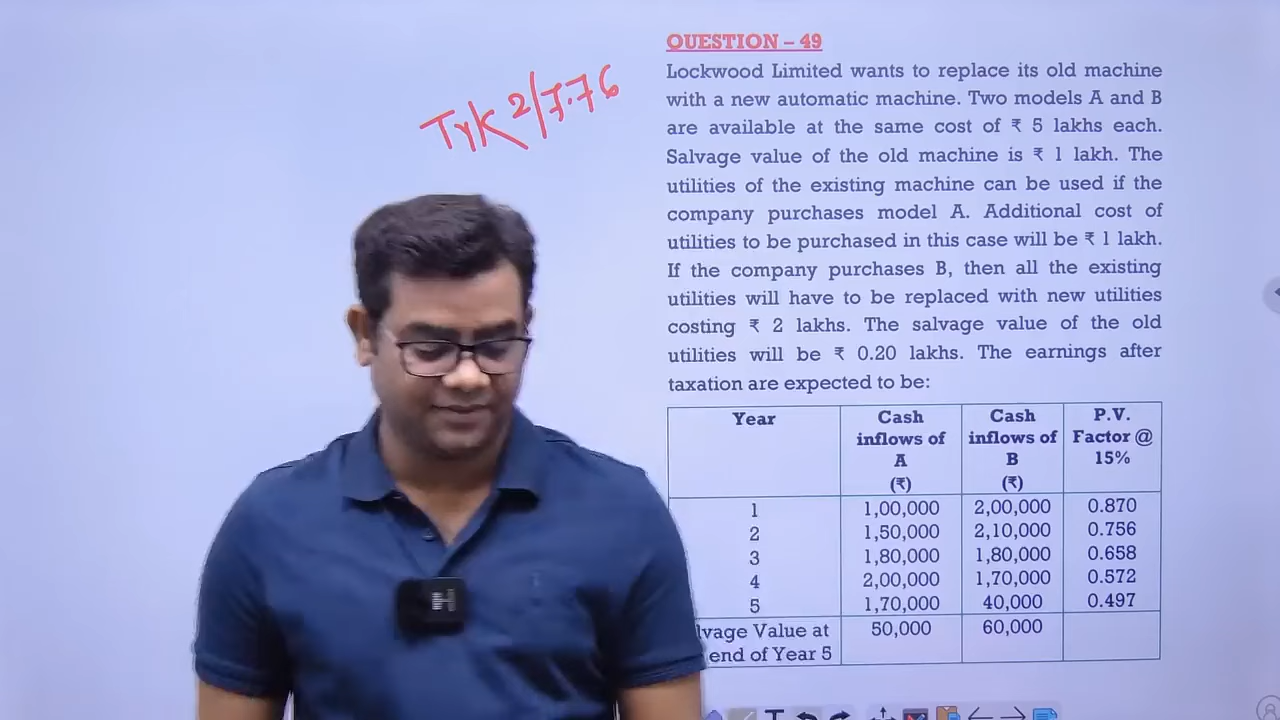 TYK 2/7.76
QUESTION – 49
Lockwood Limited wants to replace its old machine
with a new automatic machine. Two models A and B
are available at the same cost of ₹ 5 lakhs each.
Salvage value of the old machine is ₹ 1 lakh. The
utilities of the existing machine can be used if the
company purchases model A. Additional cost of
utilities to be purchased in this case will be ₹ 1 lakh.
If the company purchases B, then all the existing
utilities will have to be replaced with new utilities
costing ₹ 2 lakhs. The salvage value of the old
utilities will be ₹ 0.20 lakhs. The earnings after
taxation are expected to be:
Year Cash inflows of A (₹) Cash inflows of B (₹) P.V. Factor @ 15%
1 1,00,000 2,00,000 0.870
2 1,50,000 2,10,000 0.756
3 1,80,000 1,80,000 0.658
4 2,00,000 1,70,000 0.572
5 1,70,000 40,000 0.497
lvage Value at 50,000 60,000
end of Year 5